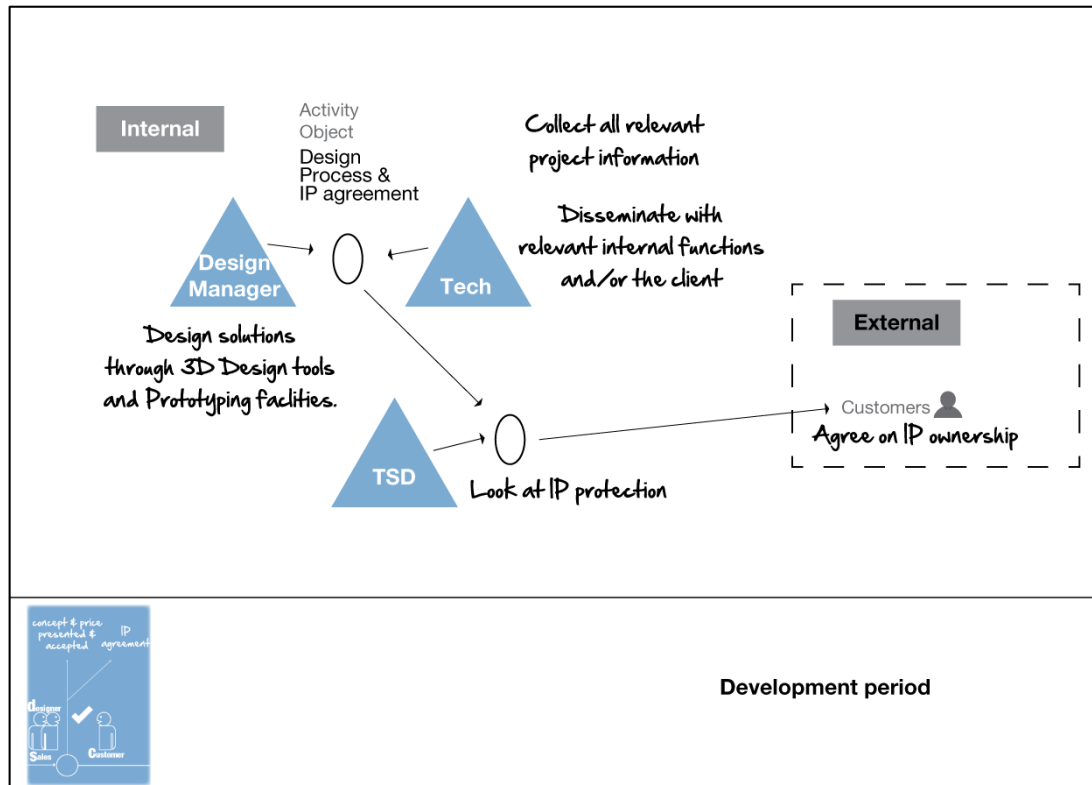 Internal
Activity
Object
Design
Process &
IP agreement
Collect all relevant
project information
Disseminate with
relevant internal functions
and/or the client
Design
Manager
Tech
Design solutions
through 3D Design tools
and Prototyping faclities.
TSD
Look at IP protection
External
Customers
Agree on IP ownership
concept & price
presented &
accepted
IP
agreement
designer
Sales
Customer
Development period